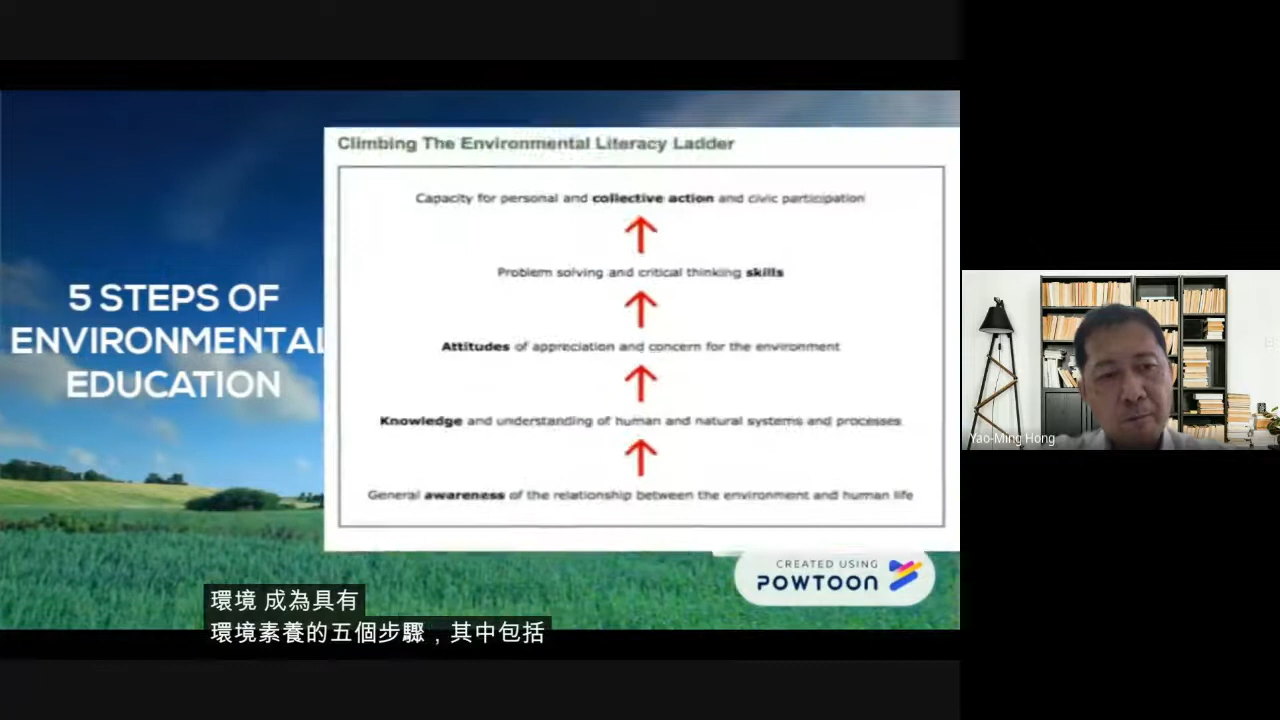 Climbing The Environmental Literacy Ladder
Capacity for personal and collective action and civic participation
Problem solving and critical thinking skills
Attitudes of appreciation and concern for the environment
Knowledge and understanding of human and natural systems and processes
General awareness of the relationship between the environment and human life
5 STEPS OF
ENVIRONMENTAL
EDUCATION
CREATED USING
POWTOON
環境 成為具有
環境素養的五個步驟，其中包括
Yao-Ming Hong